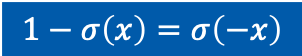 1 − σ(x) = σ(−x)